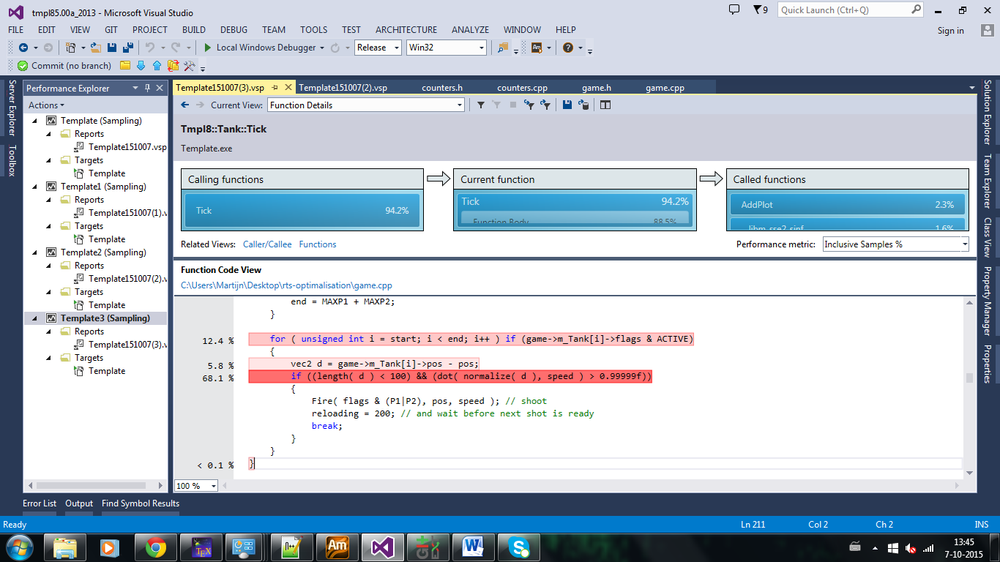 tmpl85.00a_2013 - Microsoft Visual Studio
9
Quick Launch (Ctrl+Q)
FILE EDIT VIEW GIT PROJECT BUILD DEBUG TEAM TOOLS TEST ARCHITECTURE ANALYZE WINDOW HELP
Sign in
Local Windows Debugger Release Win32 Am
Commit (no branch)
Server Explorer
Toolbox
Performance Explorer
Actions
Template (Sampling)
Reports
Template151007.vsp
Targets
Template
Template1 (Sampling)
Reports
Template151007(1).v
Targets
Template
Template2 (Sampling)
Reports
Template151007(2).v
Targets
Template
Template3 (Sampling)
Reports
Template151007(3).v
Targets
Template
Template151007(3).vsp Template151007(2).vsp counters.h counters.cpp game.h game.cpp
Current View: Function Details
Tmpl8::Tank::Tick
Template.exe
Calling functions
Tick 94.2%
Current function
Tick 94.2%
Function Body 88.5%
Called functions
AddPlot 2.3%
libm_sse2_sinf 1.6%
Related Views: Caller/Callee Functions
Performance metric: Inclusive Samples %
Function Code View
C:\Users\Martijn\Desktop\rts-optimalisation\game.cpp
end = MAXP1 + MAXP2;
}
12.4 % for ( unsigned int i = start; i < end; i++ ) if (game->m_Tank[i]->flags & ACTIVE)
{
5.8 % vec2 d = game->m_Tank[i]->pos - pos;
68.1 % if ((length( d ) < 100) && (dot( normalize( d ), speed ) > 0.99999f))
{
Fire( flags & (P1|P2), pos, speed ); // shoot
reloading = 200; // and wait before next shot is ready
break;
}
}
< 0.1 % }
100 %
Solution Explorer
Team Explorer
Class View
Property Manager
Properties
Error List Output Find Symbol Results
Ready
Ln 211 Col 2 Ch 2 INS
13:45
7-10-2015